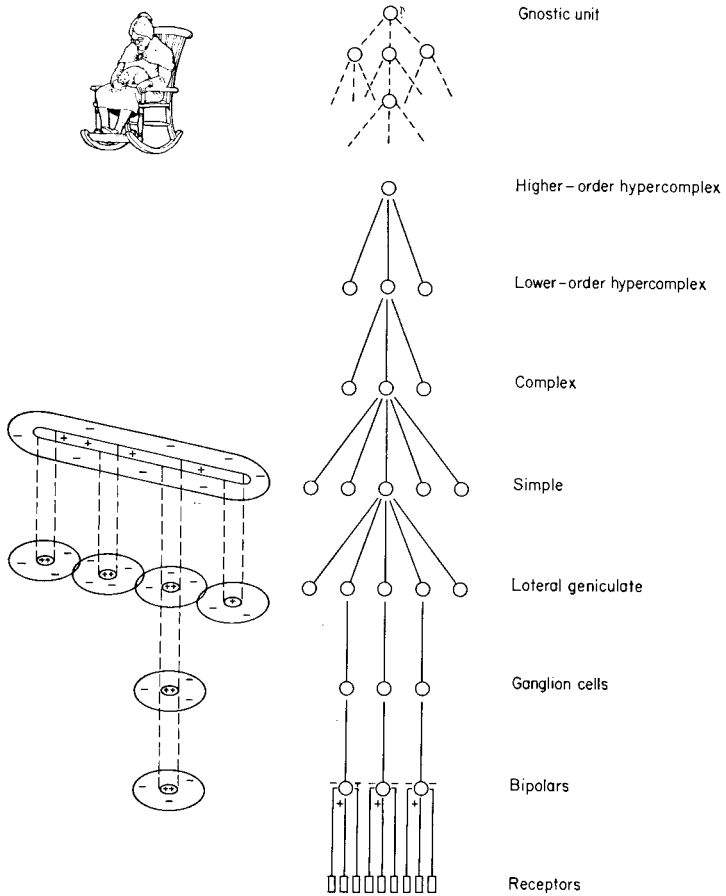 Gnostic unit
Higher-order hypercomplex
Lower-order hypercomplex
Complex
Simple
Loteral geniculate
Ganglion cells
Bipolars
Receptors